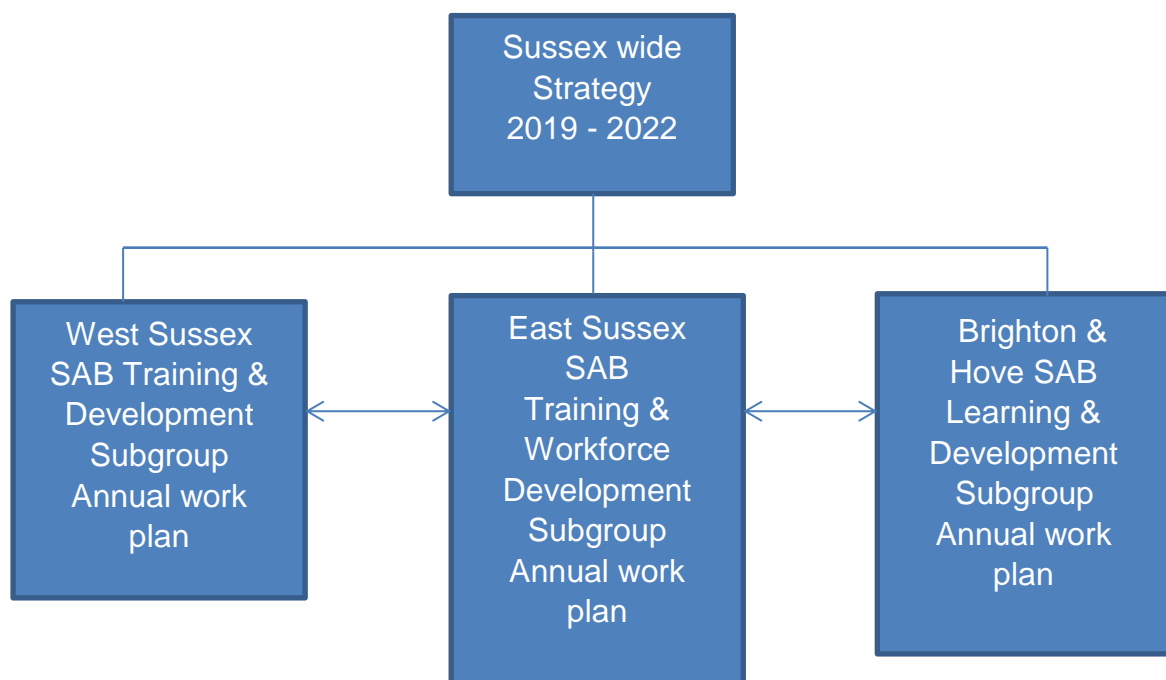 Sussex wide
Strategy
2019 - 2022
West Sussex
SAB Training &
Development
Subgroup
Annual work
plan
East Sussex
SAB
Training &
Workforce
Development
Subgroup
Annual work
plan
Brighton &
Hove SAB
Learning &
Development
Subgroup
Annual work
plan